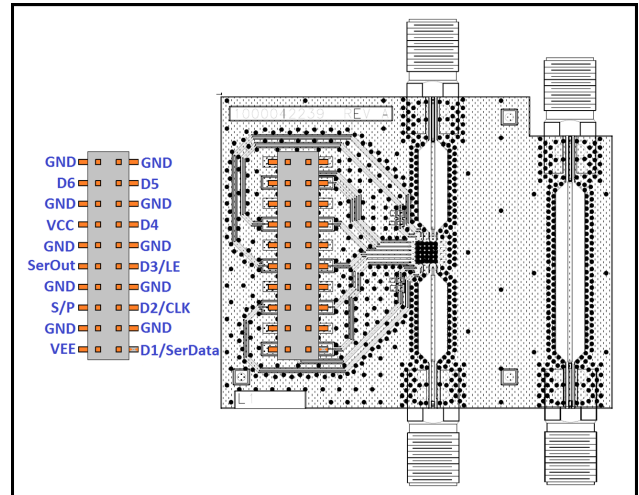 GND GND
D6 D5
GND GND
VCC D4
GND GND
SerOut D3/LE
GND GND
S/P D2/CLK
GND GND
VEE D1/SerData
REV A